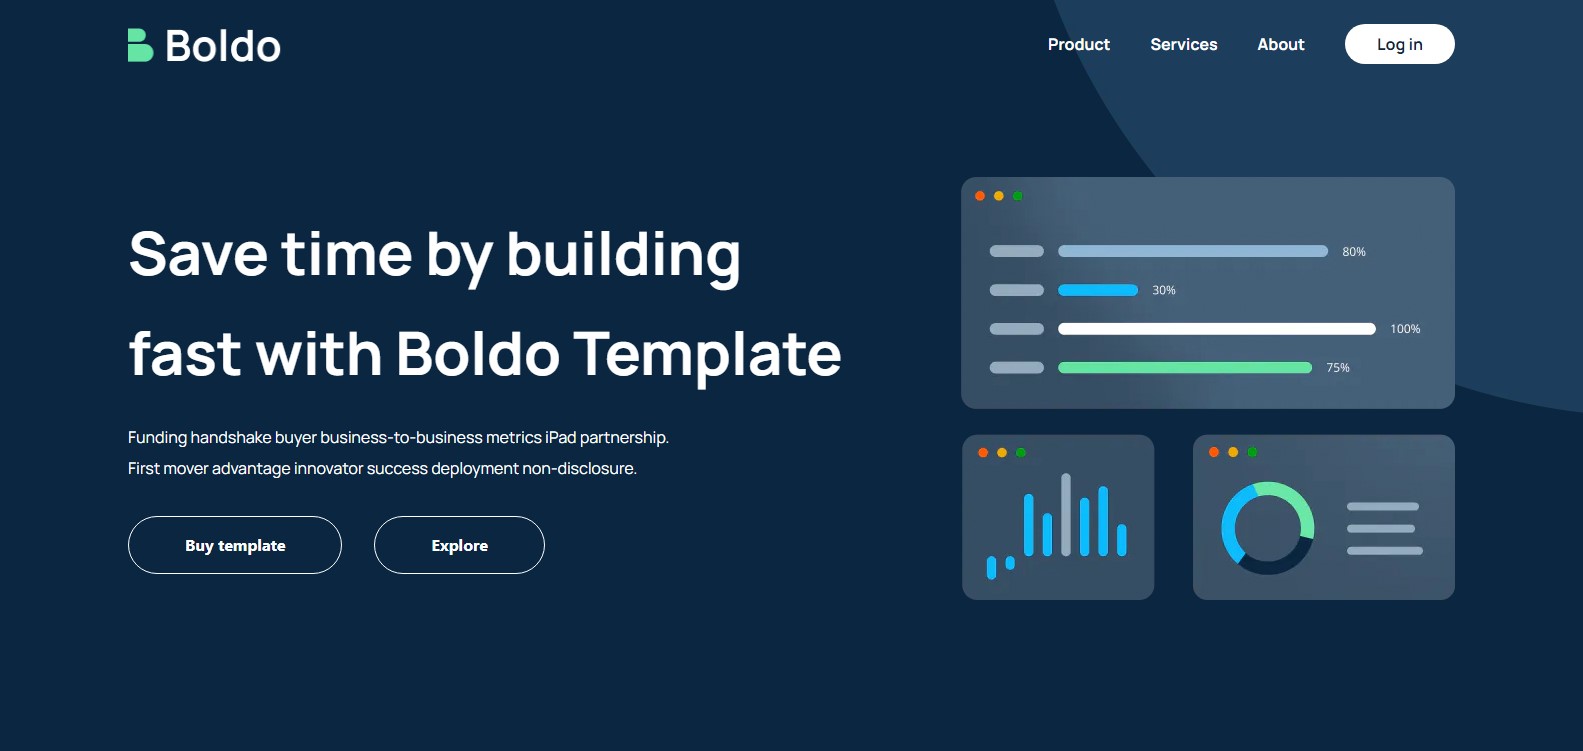 Boldo
Product
Services
About
Log in
Save time by building
fast with Boldo Template
Funding handshake buyer business-to-business metrics iPad partnership.
First mover advantage innovator success deployment non-disclosure.
Buy template
Explore
80%
30%
100%
75%